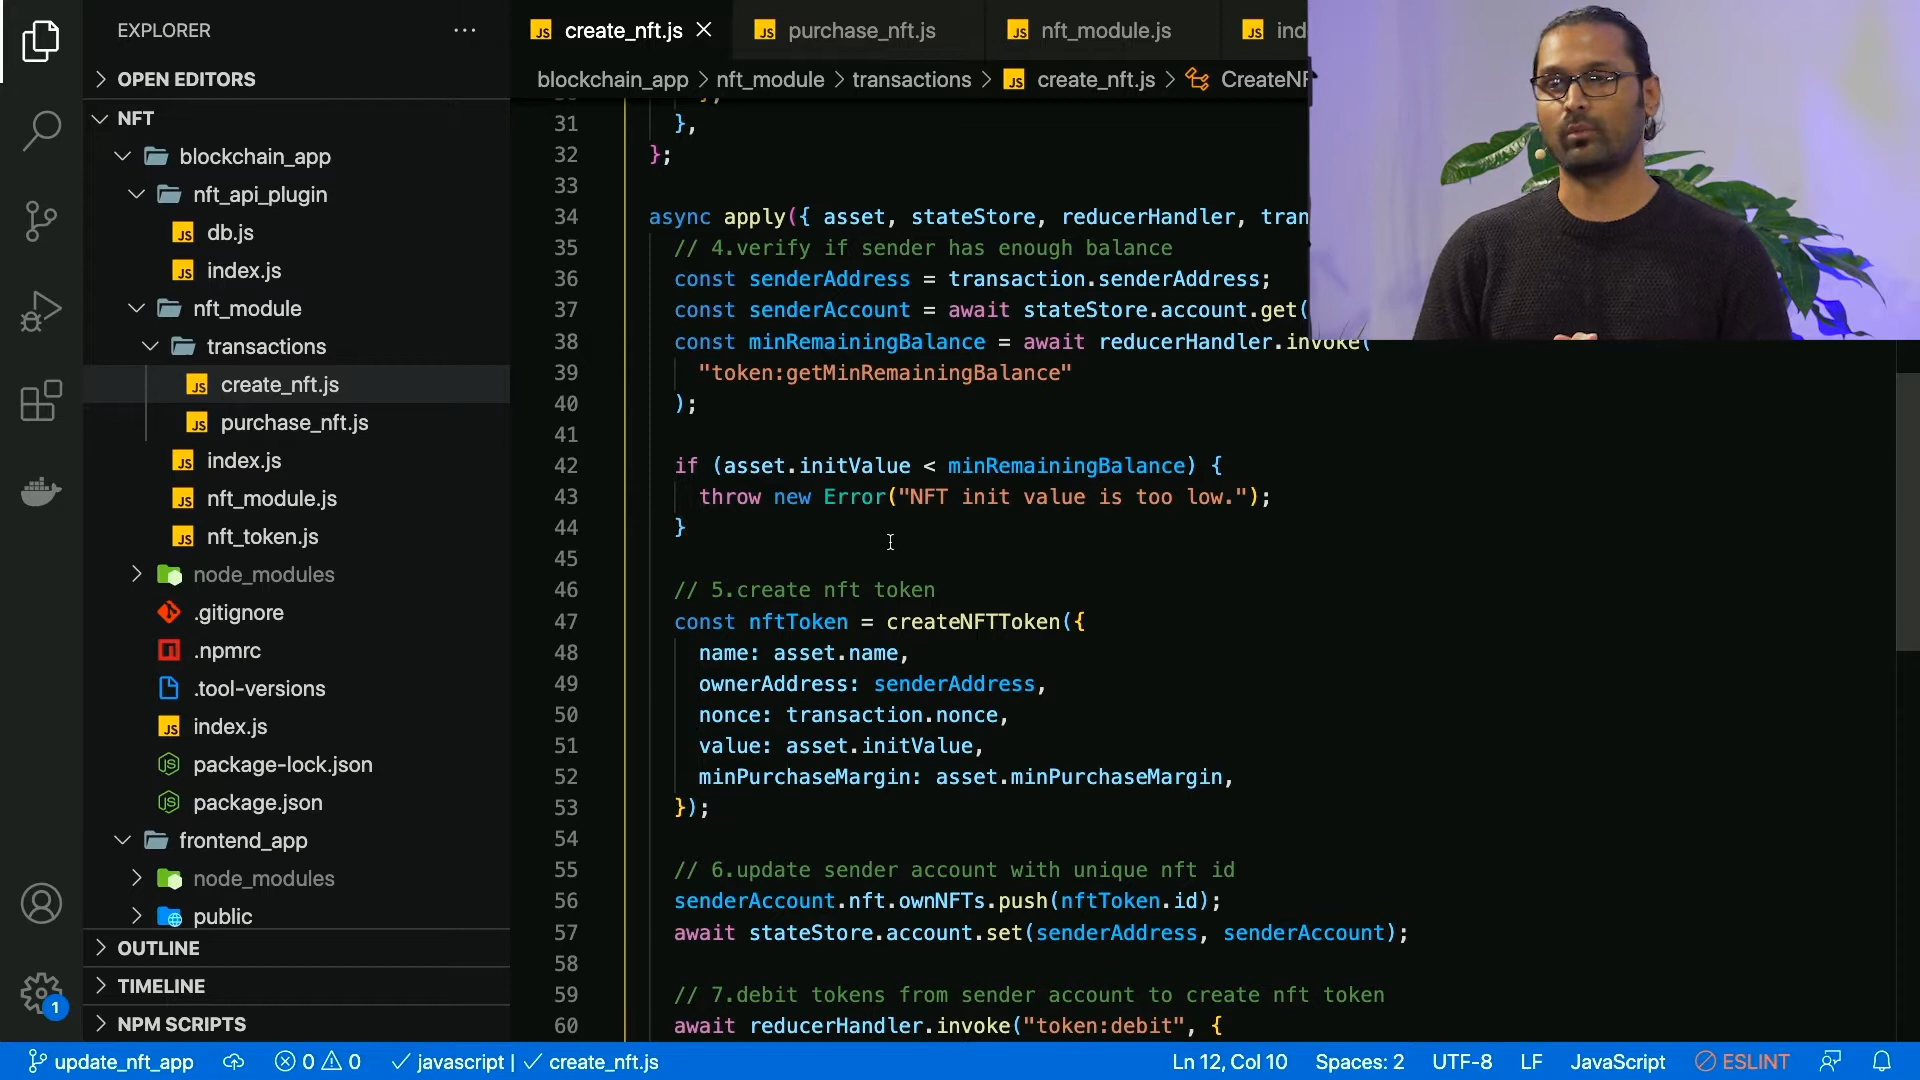 EXPLORER
OPEN EDITORS
NFT
blockchain_app
nft_api_plugin
db.js
index.js
nft_module
transactions
create_nft.js
purchase_nft.js
index.js
nft_module.js
nft_token.js
node_modules
.gitignore
.npmrc
.tool-versions
index.js
package-lock.json
package.json
frontend_app
node_modules
public
OUTLINE
TIMELINE
NPM SCRIPTS
1
JS create_nft.js
JS purchase_nft.js
JS nft_module.js
JS ind
blockchain_app > nft_module > transactions > JS create_nft.js > CreateNF
31 },
32 };
33
34 async apply({ asset, stateStore, reducerHandler, tran
35 // 4.verify if sender has enough balance
36 const senderAddress = transaction.senderAddress;
37 const senderAccount = await stateStore.account.get(
38 const minRemainingBalance = await reducerHandler.invoke(
39 "token:getMinRemainingBalance"
40 );
41
42 if (asset.initValue < minRemainingBalance) {
43 throw new Error("NFT init value is too low.");
44 }
45
46 // 5.create nft token
47 const nftToken = createNFTToken({
48 name: asset.name,
49 ownerAddress: senderAddress,
50 nonce: transaction.nonce,
51 value: asset.initValue,
52 minPurchaseMargin: asset.minPurchaseMargin,
53 });
54
55 // 6.update sender account with unique nft id
56 senderAccount.nft.ownNFTs.push(nftToken.id);
57 await stateStore.account.set(senderAddress, senderAccount);
58
59 // 7.debit tokens from sender account to create nft token
60 await reducerHandler.invoke("token:debit", {
update_nft_app 0 0 javascript | create_nft.js Ln 12, Col 10 Spaces: 2 UTF-8 LF JavaScript ESLINT